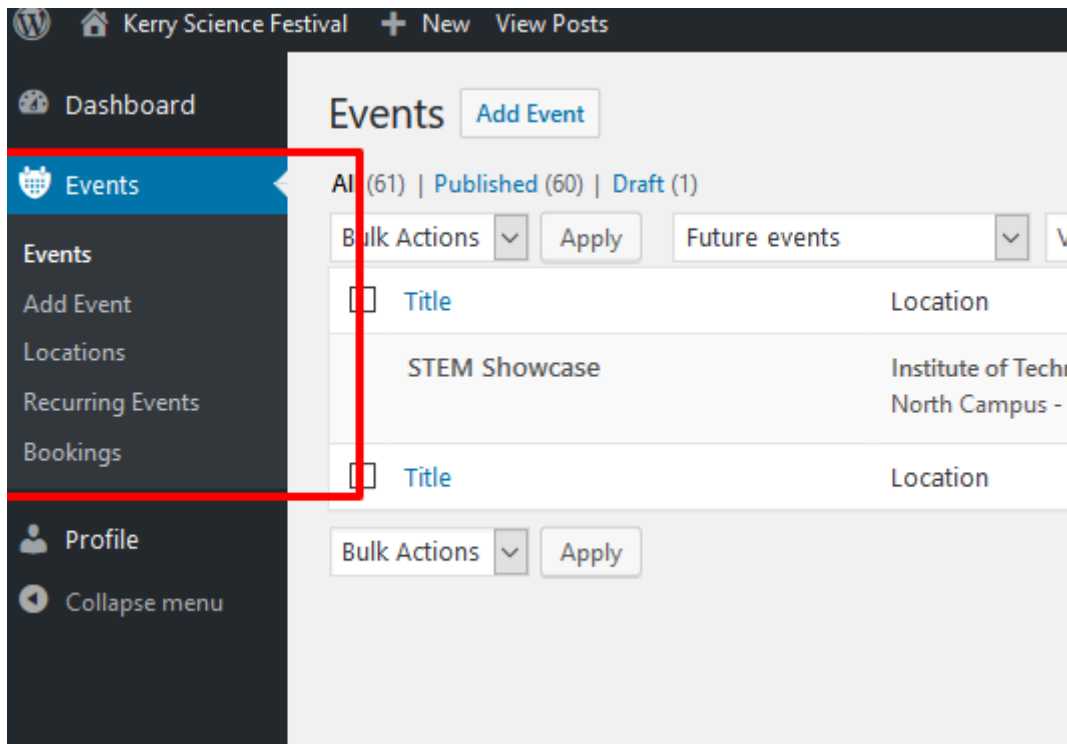 Kerry Science Festival + New View Posts
Dashboard
Events
Events
Add Event
Locations
Recurring Events
Bookings
Profile
Collapse menu
Events Add Event
All (61) | Published (60) | Draft (1)
Bulk Actions Apply Future events
Title Location
STEM Showcase Institute of
North Campus -
Title Location
Bulk Actions Apply